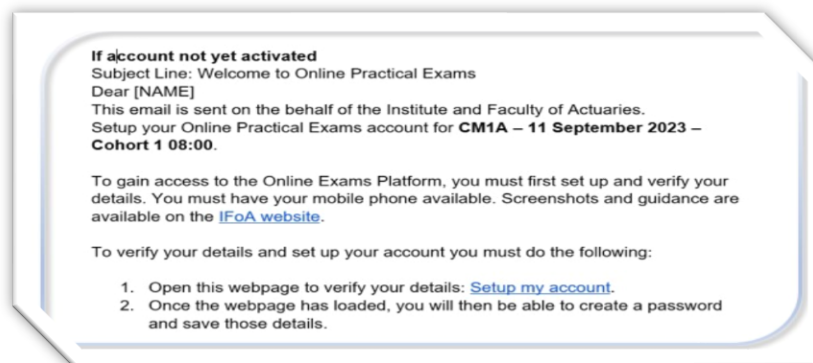 If account not yet activated
Subject Line: Welcome to Online Practical Exams
Dear [NAME]
This email is sent on the behalf of the Institute and Faculty of Actuaries.
Setup your Online Practical Exams account for CM1A – 11 September 2023 –
Cohort 1 08:00.
To gain access to the Online Exams Platform, you must first set up and verify your
details. You must have your mobile phone available. Screenshots and guidance are
available on the IFoA website.
To verify your details and set up your account you must do the following:
1. Open this webpage to verify your details: Setup my account.
2. Once the webpage has loaded, you will then be able to create a password
and save those details.